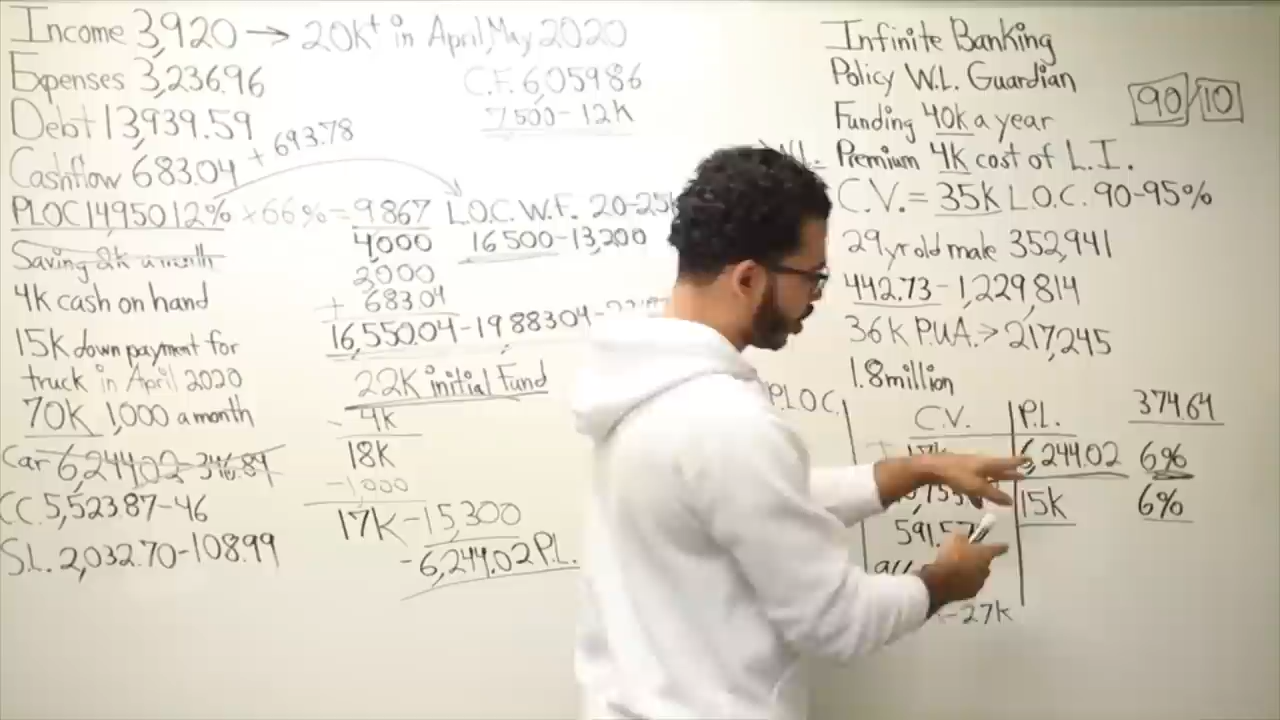 Income 3,920 → 20K+ in April, May 2020
Expenses 3,236.96
C.F. 6,059.86
Debt 13,939.59
7500-12K
Cashflow 683.04 + 693.78
PLOC 14,950 12% × 66% = 9,867 L.O.C. W.F. 20-25K
4000
16500-13,200
Saving 2k a month
2000
4K cash on hand
+ 683.04
16,550.04-19,883.04-
15K down payment for
truck in April 2020
22K initial Fund
70K 1,000 a month
- 4K
18K
Car 6,244.02-346.89
-1,000
CC. 5,523.87-46
17K-15,300
S.L. 2,032.70-108.99
-6,244.02 P.L.
Infinite Banking
Policy W.L. Guardian
90/10
Funding 40k a year
Premium 4K cost of L.I.
C.V. = 35K L.O.C. 90-95%
29 yr old male 352,941
442.73-1,229,814
36K P.U.A. → 217,245
1.8 million
P.L.O.C.
C.V. P.L. 374.64
6,244.02 6%
15K 6%
591.57
-27K